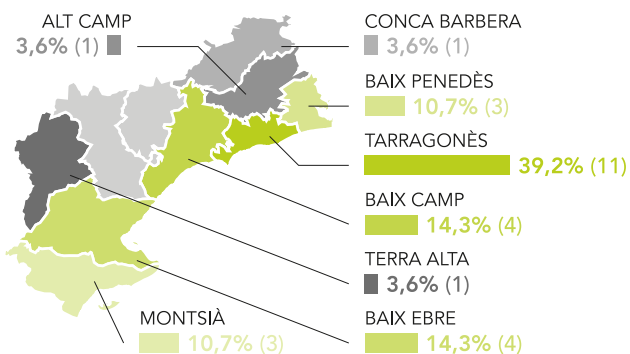 ALT CAMP
3,6% (1)
CONCA BARBERA
3,6% (1)
BAIX PENEDÈS
10,7% (3)
TARRAGONÈS
39,2% (11)
BAIX CAMP
14,3% (4)
TERRA ALTA
3,6% (1)
MONTSIÀ
10,7% (3)
BAIX EBRE
14,3% (4)